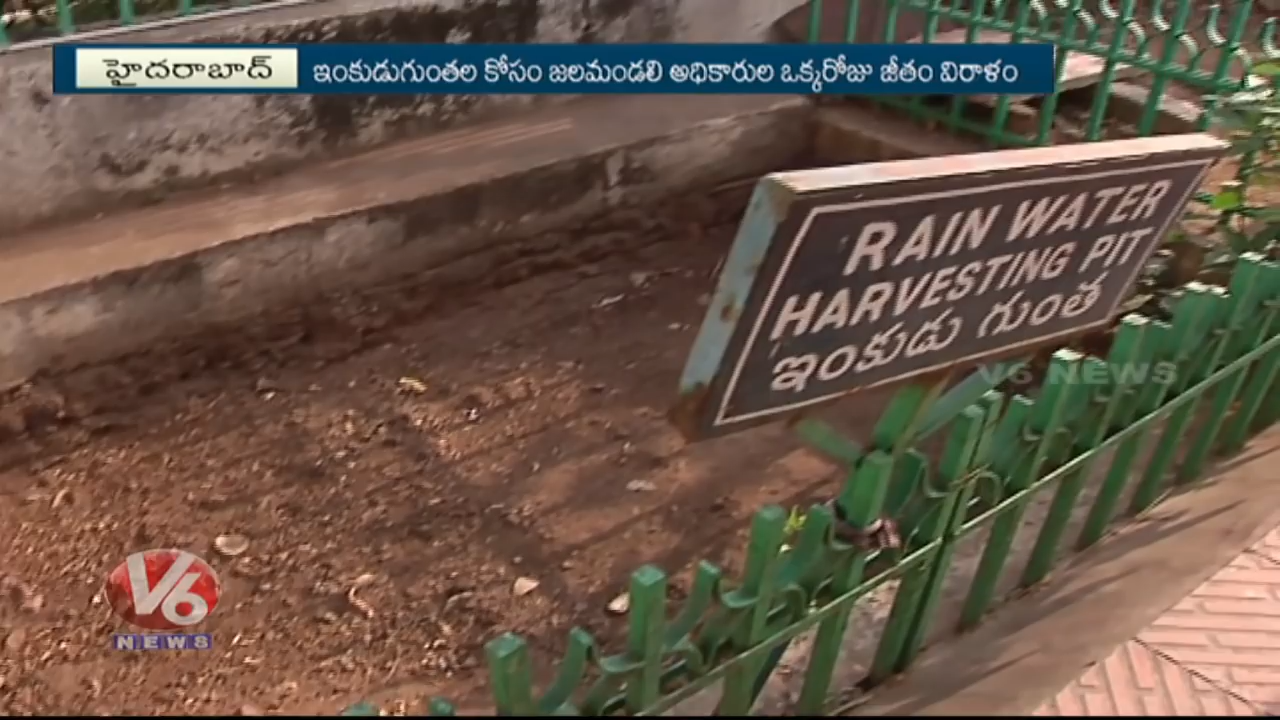 హైదరాబాద్ ఇంకుడుగుంతల కోసం జలమండలి అధికారుల ఒక్కరోజు జీతం విరాళం
RAIN WATER
HARVESTING PIT
ఇంకుడు గుంత
V6 NEWS
V6
NEWS